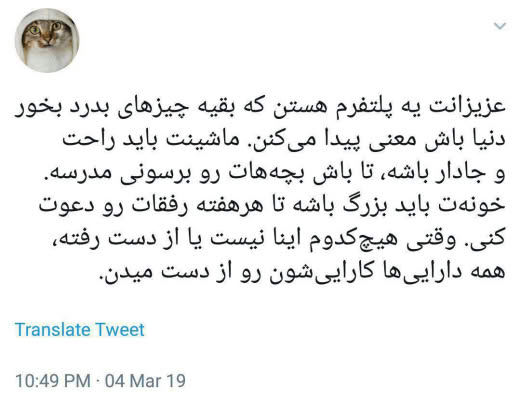 عزیزانت یه پلتفرم هستن که بقیه چیزهای بدرد بخور
دنیا باش معنی پیدا می‌کنن. ماشینت باید راحت
و جادار باشه، تا باش بچه‌هات رو برسونی مدرسه.
خونه‌ت باید بزرگ باشه تا هرهفته رفقات رو دعوت
کنی. وقتی هیچ‌کدوم اینا نیست یا از دست رفته،
همه دارایی‌ها کارایی‌شون رو از دست میدن.
Translate Tweet
10:49 PM · 04 Mar 19